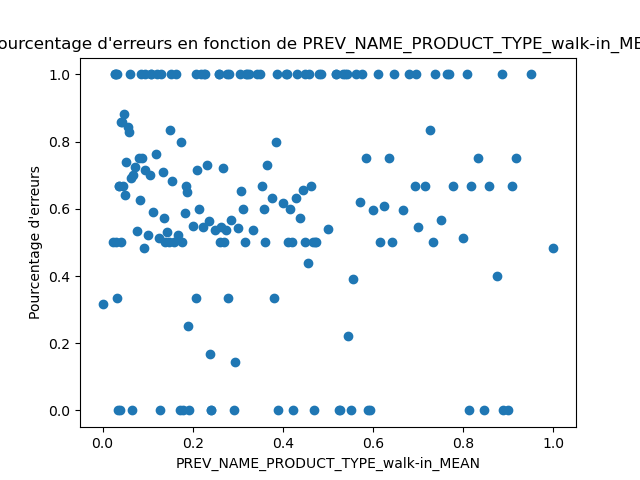 ourcentage d'erreurs en fonction de PREV_NAME_PRODUCT_TYPE_walk-in_ME
1.0
0.8
0.6
0.4
0.2
0.0
Pourcentage d'erreurs
0.0 0.2 0.4 0.6 0.8 1.0
PREV_NAME_PRODUCT_TYPE_walk-in_MEAN